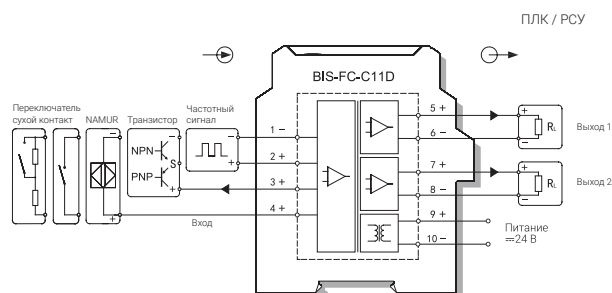 ПЛК / РСУ
BIS-FC-C11D
Переключатель
сухой контакт
NAMUR
Транзистор
Частотный
сигнал
NPN
S
PNP
1 −
2 +
3 +
4 +
Вход
5 +
6 −
7 +
8 −
9 +
10 −
RL
Выход 1
RL
Выход 2
Питание
⎓24 В